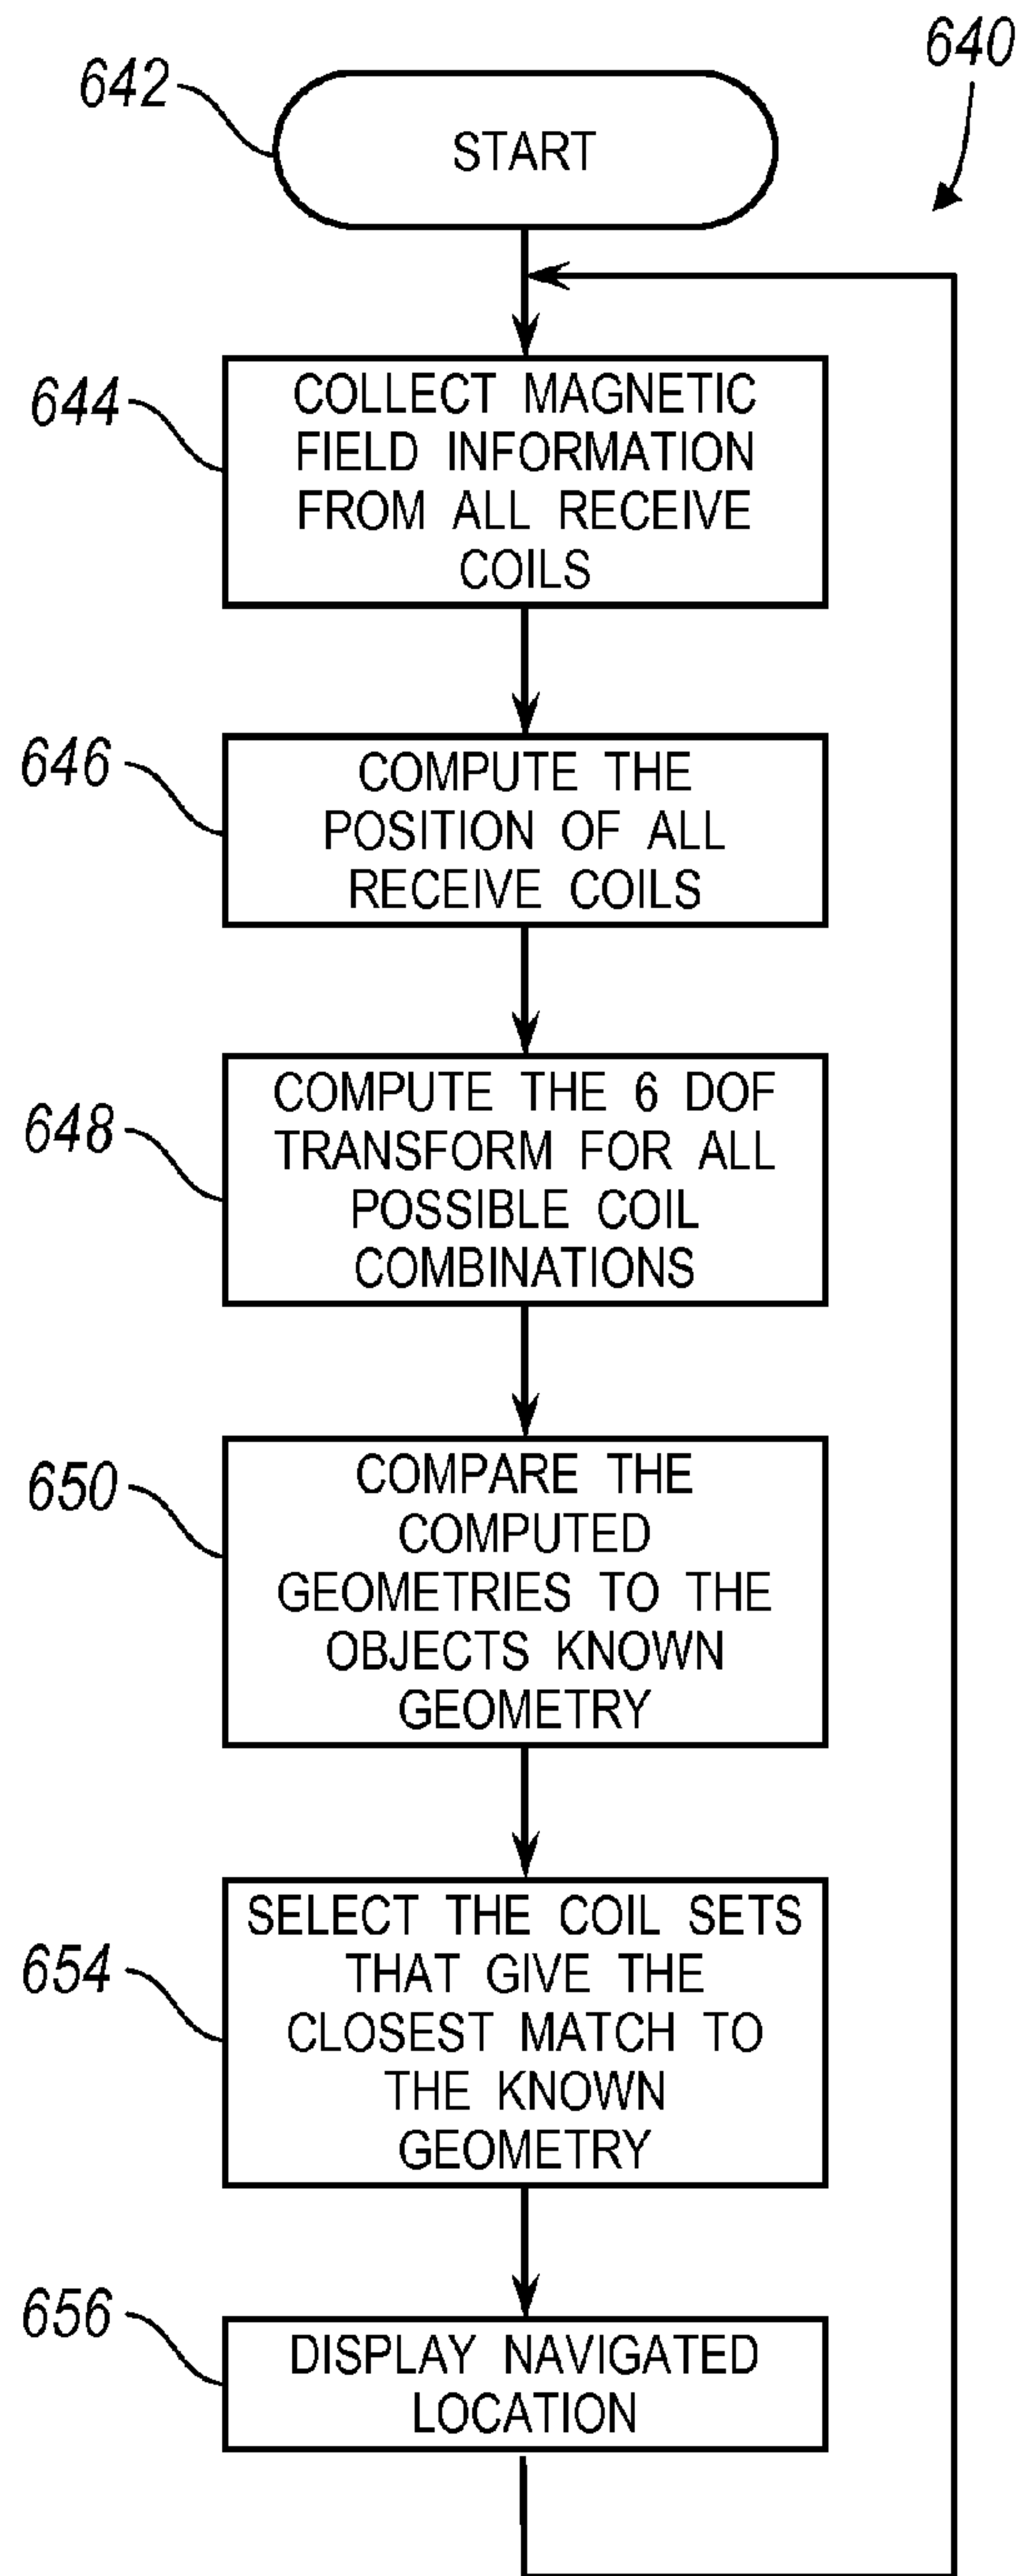 640
642
START
644
COLLECT MAGNETIC
FIELD INFORMATION
FROM ALL RECEIVE
COILS
646
COMPUTE THE
POSITION OF ALL
RECEIVE COILS
648
COMPUTE THE 6 DOF
TRANSFORM FOR ALL
POSSIBLE COIL
COMBINATIONS
650
COMPARE THE
COMPUTED
GEOMETRIES TO THE
OBJECTS KNOWN
GEOMETRY
654
SELECT THE COIL SETS
THAT GIVE THE
CLOSEST MATCH TO
THE KNOWN
GEOMETRY
656
DISPLAY NAVIGATED
LOCATION